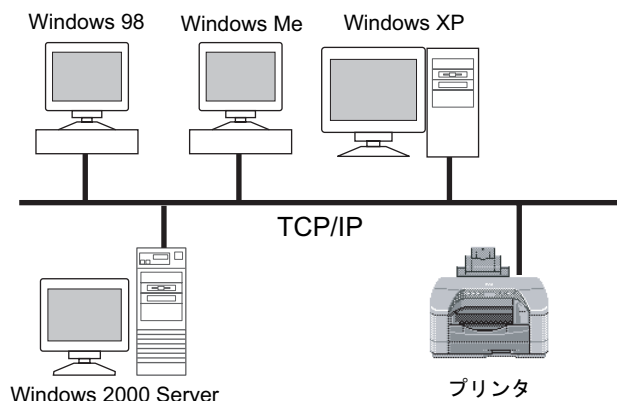 Windows 98
Windows Me
Windows XP
TCP/IP
Windows 2000 Server
プリンタ